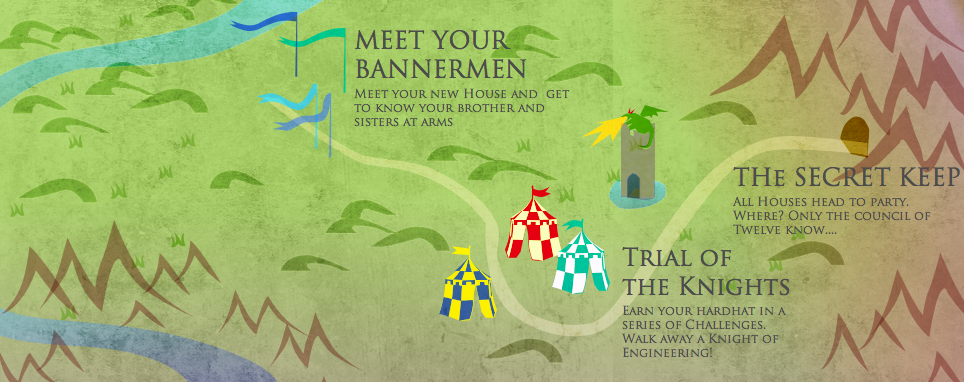 MEET YOUR
BANNERMEN
Meet your new House and get
to know your brother and
sisters at arms
THE SECRET KEEP
All Houses head to party.
Where? Only the council of
Twelve know....
Trial of
the Knights
Earn your hardhat in a
series of Challenges.
Walk away a Knight of
Engineering!